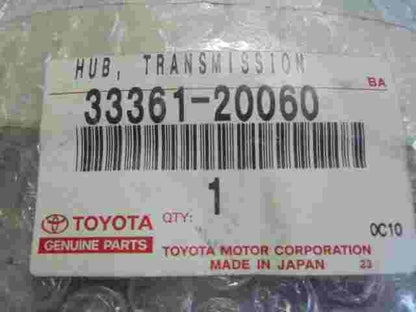 HUB, TRANSMISSION
BA
33361-20060
1
TOYOTA QTY:
GENUINE PARTS
0C10
TOYOTA MOTOR CORPORATION
MADE IN JAPAN 23